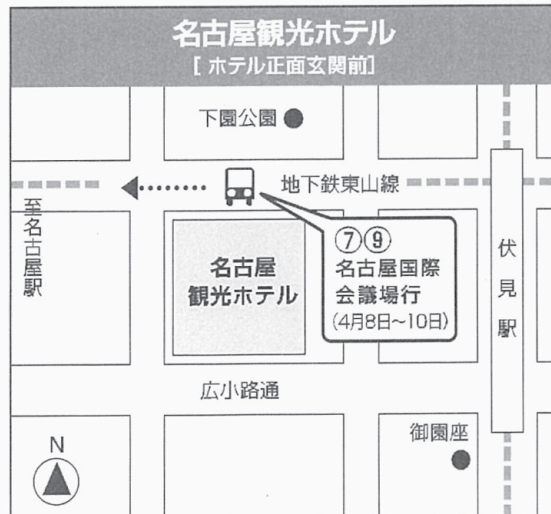 名古屋観光ホテル
[ ホテル正面玄関前]
下園公園
地下鉄東山線
至名古屋駅
⑦⑨
名古屋国際
会議場行
(4月8日～10日)
名古屋
観光ホテル
伏見駅
広小路通
御園座
N